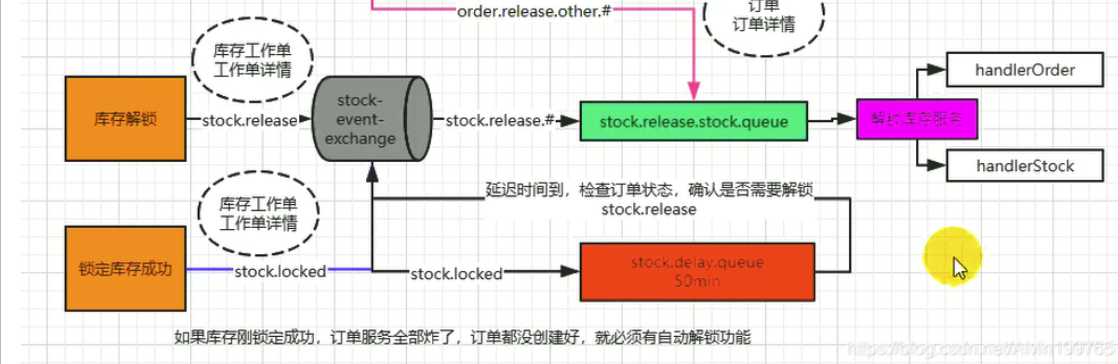 order.release.other.#
订单
订单详情
库存工作单
工作单详情
库存解锁
stock.release
stock-
event-
exchange
stock.release.#
stock.release.stock.queue
解锁库存服务
handlerOrder
handlerStock
延迟时间到，检查订单状态，确认是否需要解锁
stock.release
库存工作单
工作单详情
锁定库存成功
stock.locked
stock.locked
stock.delay.queue
50min
如果库存刚锁定成功，订单服务全部炸了，订单都没创建好，就必须有自动解锁功能